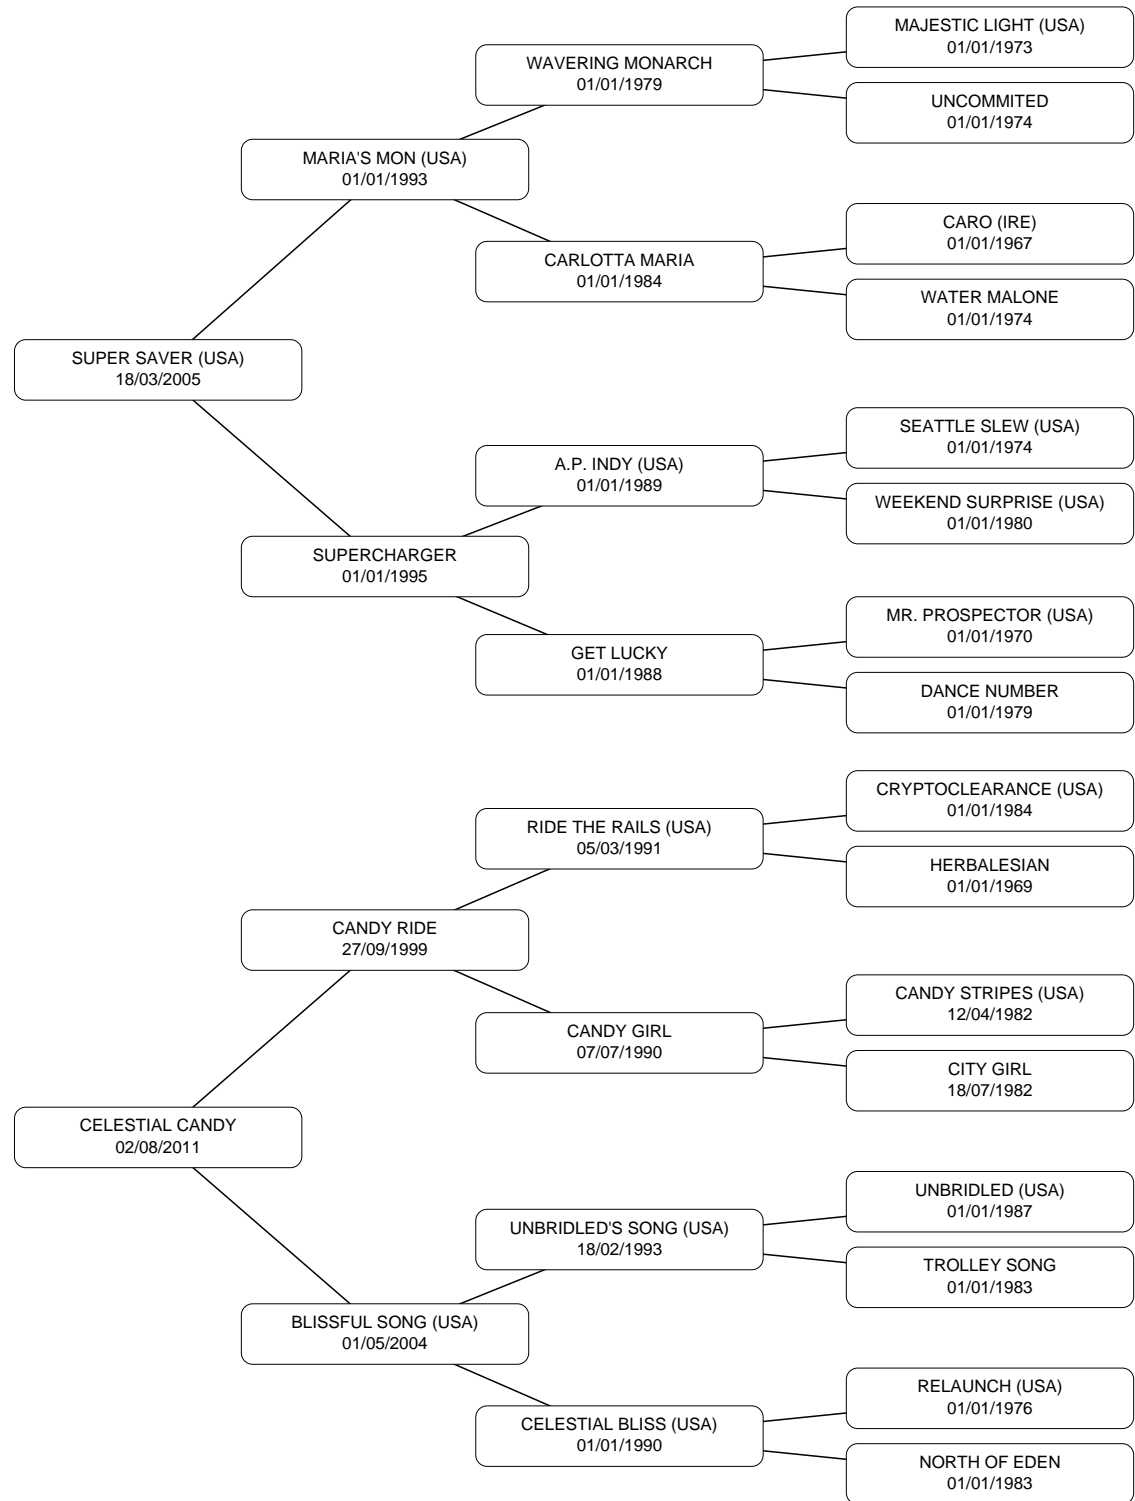 MAJESTIC LIGHT (USA)
01/01/1973
WAVERING MONARCH
01/01/1979
UNCOMMITED
01/01/1974
MARIA'S MON (USA)
01/01/1993
CARO (IRE)
01/01/1967
CARLOTTA MARIA
01/01/1984
WATER MALONE
01/01/1974
SUPER SAVER (USA)
18/03/2005
SEATTLE SLEW (USA)
01/01/1974
A.P. INDY (USA)
01/01/1989
WEEKEND SURPRISE (USA)
01/01/1980
SUPERCHARGER
01/01/1995
MR. PROSPECTOR (USA)
01/01/1970
GET LUCKY
01/01/1988
DANCE NUMBER
01/01/1979
CRYPTOCLEARANCE (USA)
01/01/1984
RIDE THE RAILS (USA)
05/03/1991
HERBALESIAN
01/01/1969
CANDY RIDE
27/09/1999
CANDY STRIPES (USA)
12/04/1982
CANDY GIRL
07/07/1990
CITY GIRL
18/07/1982
CELESTIAL CANDY
02/08/2011
UNBRIDLED (USA)
01/01/1987
UNBRIDLED'S SONG (USA)
18/02/1993
TROLLEY SONG
01/01/1983
BLISSFUL SONG (USA)
01/05/2004
RELAUNCH (USA)
01/01/1976
CELESTIAL BLISS (USA)
01/01/1990
NORTH OF EDEN
01/01/1983